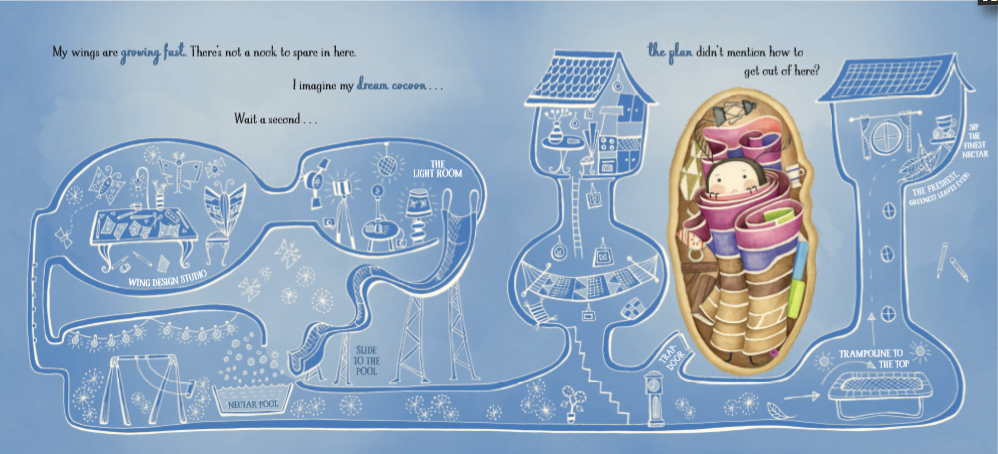 My wings are growing fast. There's not a nook to spare in here.
I imagine my dream cocoon . . .
Wait a second . . .
the plan didn't mention how to
get out of here?
THE
LIGHT ROOM
WING DESIGN STUDIO
SLIDE
TO THE
POOL
NECTAR POOL
TRAP-
DOOR
SIP
THE
FINEST
NECTAR
THE FRESHEST,
GREENEST LEAVES EVER!
TRAMPOLINE TO
THE TOP